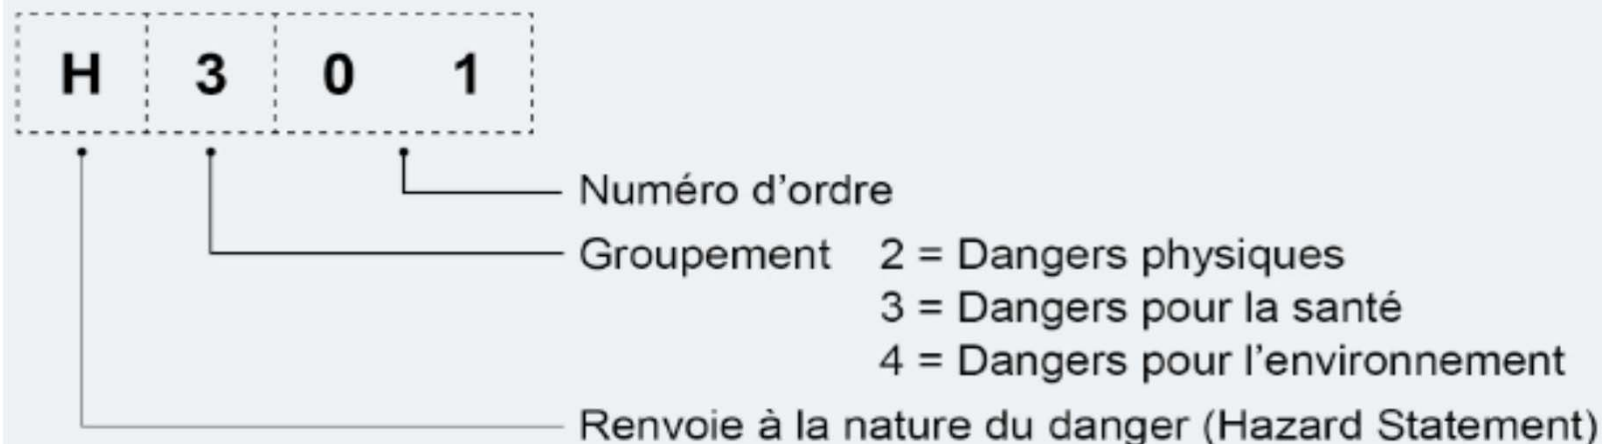 H 3 0 1
Numéro d’ordre
Groupement 2 = Dangers physiques
3 = Dangers pour la santé
4 = Dangers pour l’environnement
Renvoie à la nature du danger (Hazard Statement)